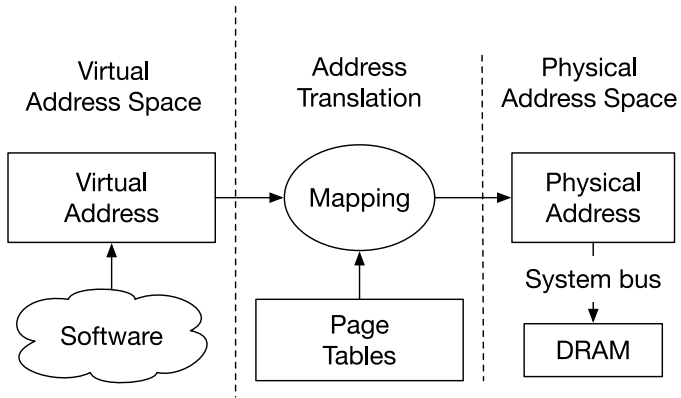 Virtual
Address Space
Address
Translation
Physical
Address Space
Virtual
Address
Mapping
Physical
Address
System bus
Software
Page
Tables
DRAM